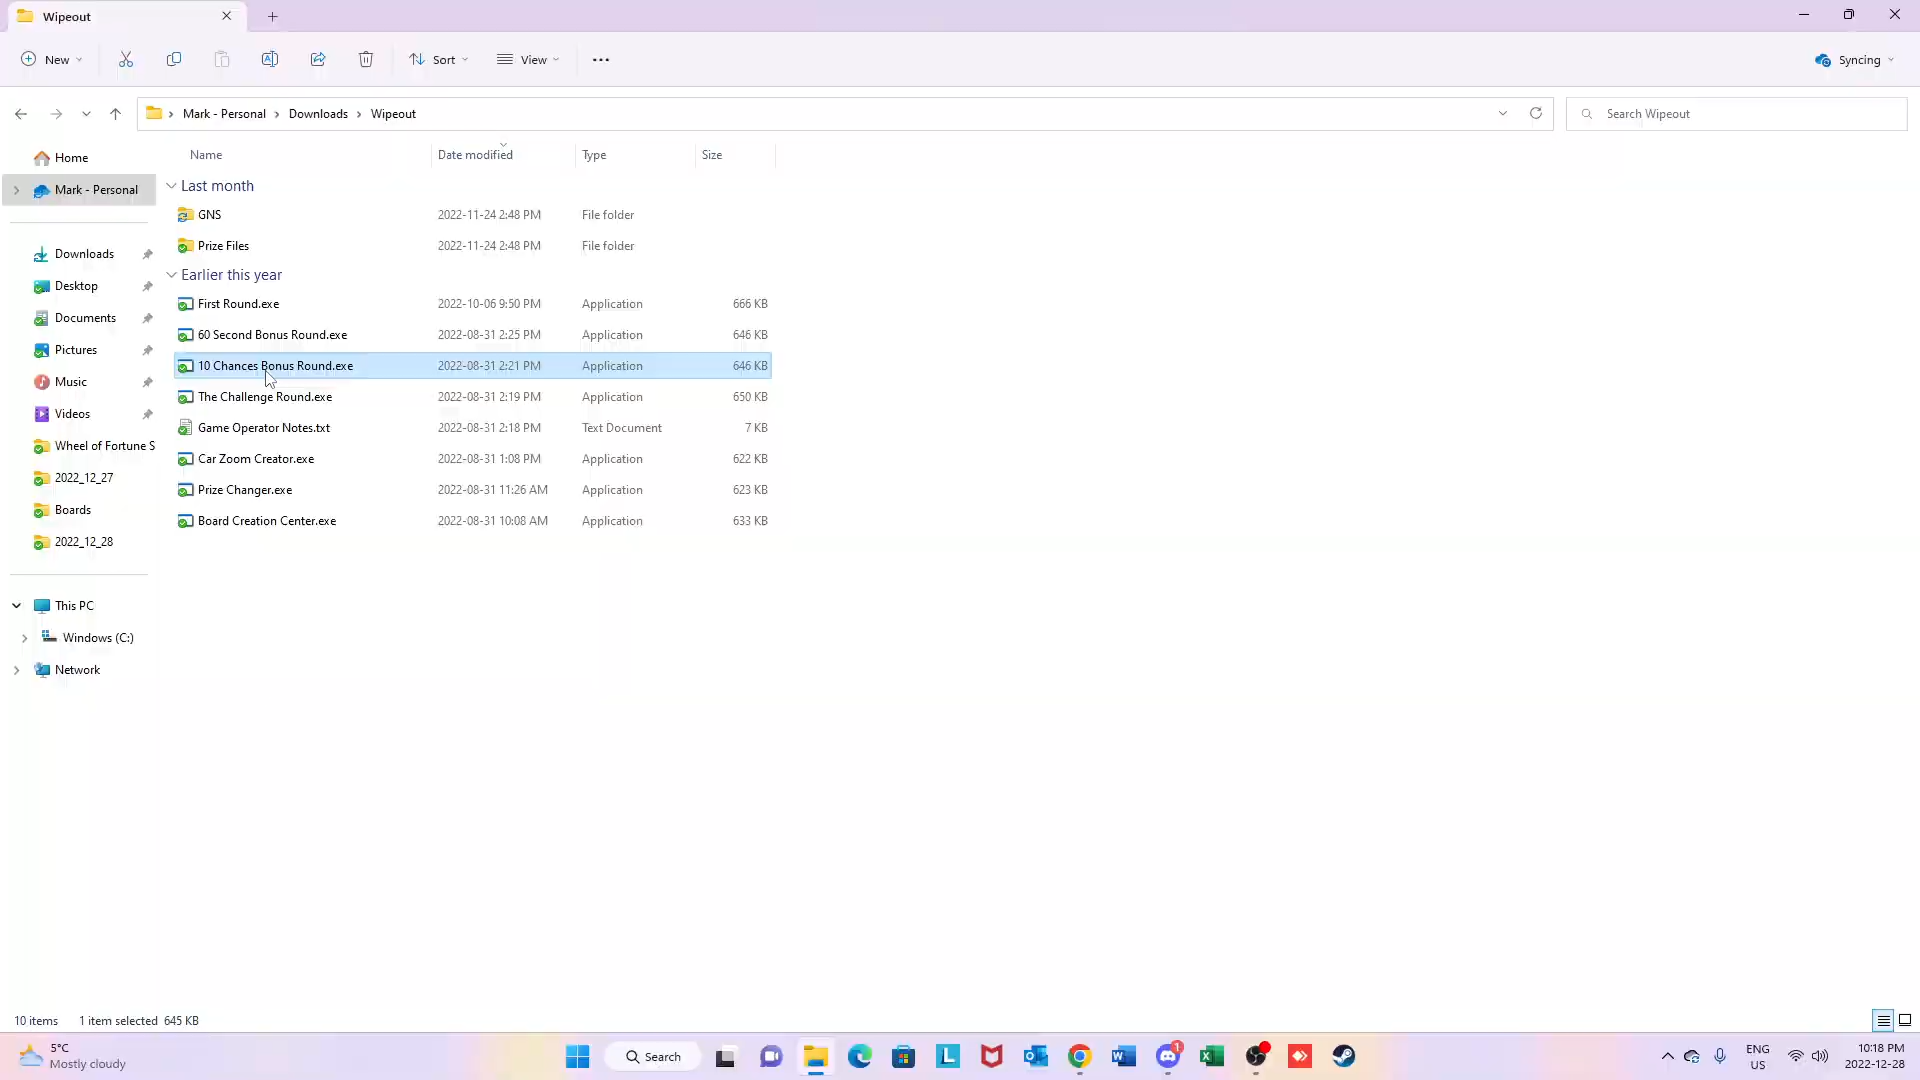 Wipeout
New
Sort
View
Syncing
Mark - Personal > Downloads > Wipeout
Search Wipeout
Name Date modified Type Size
Home
Mark - Personal
Downloads
Desktop
Documents
Pictures
Music
Videos
Wheel of Fortune S
2022_12_27
Boards
2022_12_28
This PC
Windows (C:)
Network
Last month
GNS 2022-11-24 2:48 PM File folder
Prize Files 2022-11-24 2:48 PM File folder
Earlier this year
First Round.exe 2022-10-06 9:50 PM Application 666 KB
60 Second Bonus Round.exe 2022-08-31 2:25 PM Application 646 KB
10 Chances Bonus Round.exe 2022-08-31 2:21 PM Application 646 KB
The Challenge Round.exe 2022-08-31 2:19 PM Application 650 KB
Game Operator Notes.txt 2022-08-31 2:18 PM Text Document 7 KB
Car Zoom Creator.exe 2022-08-31 1:08 PM Application 622 KB
Prize Changer.exe 2022-08-31 11:26 AM Application 623 KB
Board Creation Center.exe 2022-08-31 10:08 AM Application 633 KB
10 items 1 item selected 645 KB
5°C
Mostly cloudy
Search
L
W
1
X
ENG
US
10:18 PM
2022-12-28